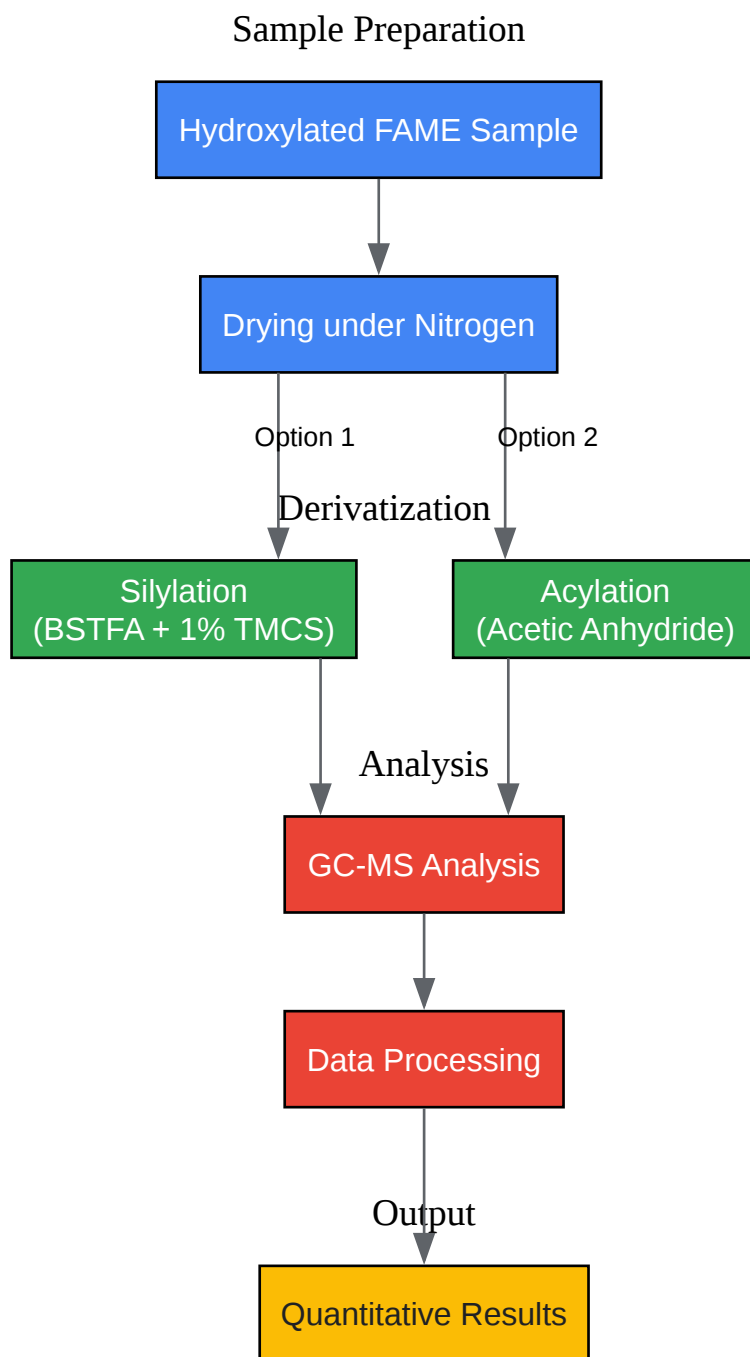 Sample Preparation
Hydroxylated FAME Sample
Drying under Nitrogen
Option 1
Option 2
Derivatization
Silylation
(BSTFA + 1% TMCS)
Acylation
(Acetic Anhydride)
Analysis
GC-MS Analysis
Data Processing
Output
Quantitative Results